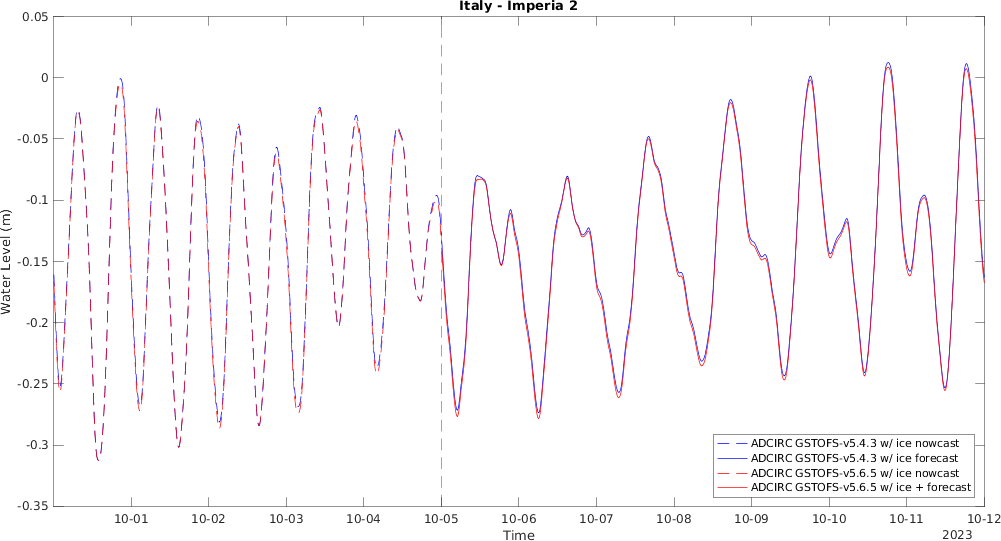 Italy - Imperia 2
0.05
0
-0.05
-0.1
-0.15
-0.2
-0.25
-0.3
-0.35
Water Level (m)
10-01 10-02 10-03 10-04 10-05 10-06 10-07 10-08 10-09 10-10 10-11 10-12
Time
2023
ADCIRC GSTOFS-v5.4.3 w/ ice nowcast
ADCIRC GSTOFS-v5.4.3 w/ ice forecast
ADCIRC GSTOFS-v5.6.5 w/ ice nowcast
ADCIRC GSTOFS-v5.6.5 w/ ice + forecast